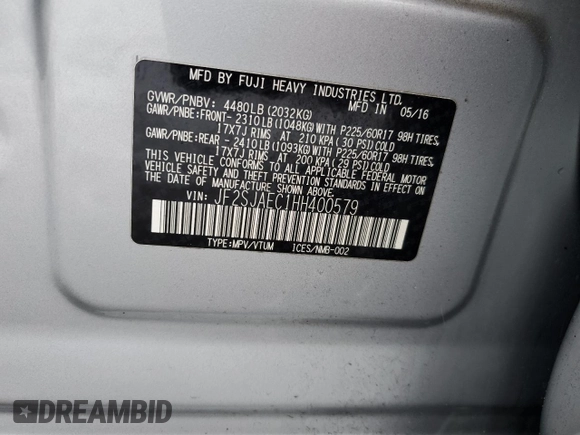 MFD BY FUJI HEAVY INDUSTRIES LTD.
GVWR/PNBV: 4480LB(2032KG) MFD IN 05/16
GAWR/PNBE:FRONT-2310LB(1048KG)WITH P225/60R17 98H TIRES,
17X7J RIMS AT 210 KPA (30 PSI)COLD
GAWR/PNBE:REAR -2410LB(1093KG)WITH P225/60R17 98H TIRES,
17X7J RIMS AT 200 KPA (29 PSI)COLD
THIS VEHICLE CONFORMS TO ALL APPLICABLE FEDERAL MOTOR
VEHICLE SAFETY, BUMPER, AND THEFT PREVENTION STANDARDS
IN EFFECT ON THE DATE OF MANUFACTURE SHOWN ABOVE.
VIN: JF2SJAEC1HH400579
TYPE:MPV/VTUM ICES/NMB-002
DREAMBID